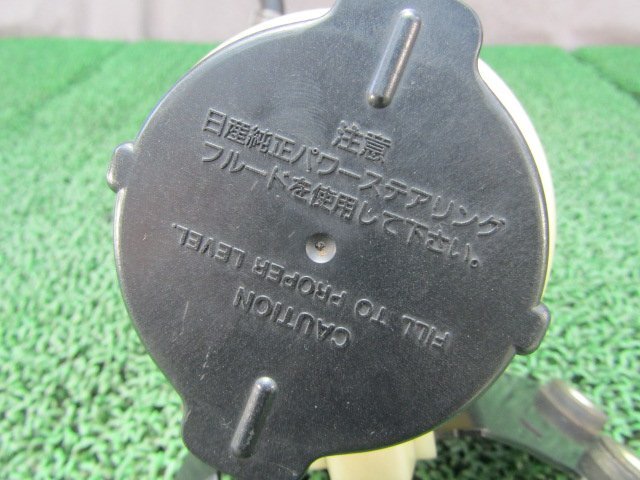 注意
日産純正パワーステアリング
フルードを使用して下さい。
CAUTION
FILL TO PROPER LEVEL.